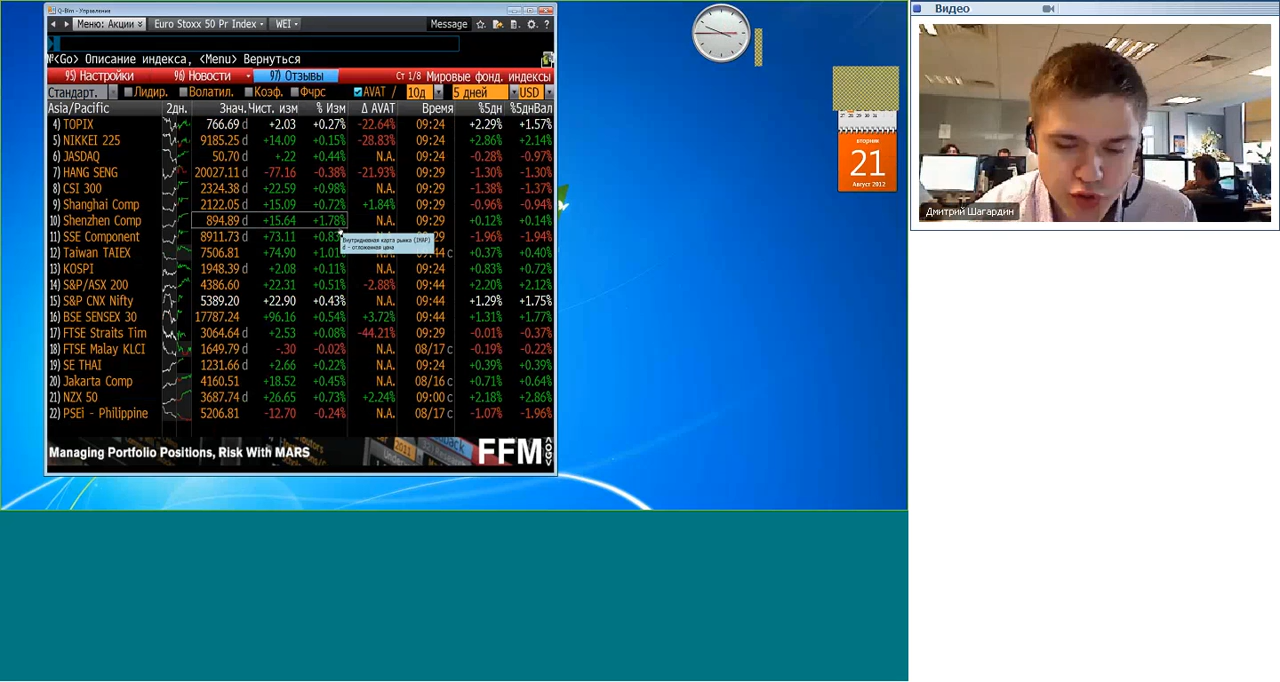 Q-Bim - Управление
Меню: Акции
Euro Stoxx 50 Pr Index
WEI
Message
?
<Go> Описание индекса, <Menu> Вернуться
95) Настройки 96) Новости 97) Отзывы Ст 1/8 Мировые фонд. индексы
Стандарт. Лидир. Волатил. Коэф. Фчрс AVAT / 10д 5 дней USD
Asia/Pacific 2дн. Знач. Чист. изм % Изм Δ AVAT Время %5дн %5днВал
4) TOPIX 766.69 d +2.03 +0.27% -22.64% 09:24 +2.29% +1.57%
5) NIKKEI 225 9185.25 d +14.09 +0.15% -28.83% 09:24 +2.86% +2.14%
6) JASDAQ 50.70 d +.22 +0.44% N.A. 09:24 -0.28% -0.97%
7) HANG SENG 20027.11 d -77.16 -0.38% -21.93% 09:29 -1.30% -1.30%
8) CSI 300 2324.38 d +22.59 +0.98% N.A. 09:29 -1.38% -1.37%
9) Shanghai Comp 2122.05 d +15.09 +0.72% +1.84% 09:29 -0.96% -0.94%
10) Shenzhen Comp 894.89 d +15.64 +1.78% N.A. 09:29 +0.12% +0.14%
11) SSE Component 8911.73 d +73.11 -1.96% -1.94%
Внутридневная карта рынка (IMAP)
d - отложенная цена
12) Taiwan TAIEX 7506.81 +74.90 +1.01% c +0.37% +0.40%
13) KOSPI 1948.39 d +2.08 +0.11% N.A. 09:24 +0.83% +0.72%
14) S&P/ASX 200 4386.60 +22.31 +0.51% -2.88% 09:44 +2.20% +2.12%
15) S&P CNX Nifty 5389.20 +22.90 +0.43% N.A. 09:44 +1.29% +1.75%
16) BSE SENSEX 30 17787.24 +96.16 +0.54% +3.72% 09:44 +1.31% +1.77%
17) FTSE Straits Tim 3064.64 d +2.53 +0.08% -44.21% 09:29 -0.01% -0.37%
18) FTSE Malay KLCI 1649.79 d -.30 -0.02% N.A. 08/17 c -0.19% -0.22%
19) SE THAI 1231.66 d +2.66 +0.22% N.A. 09:24 +0.39% +0.39%
20) Jakarta Comp 4160.51 +18.52 +0.45% N.A. 08/16 c +0.71% +0.64%
21) NZX 50 3687.74 d +26.65 +0.73% +2.24% 09:00 c +2.18% +2.86%
22) PSEi - Philippine 5206.81 -12.70 -0.24% N.A. 08/17 c -1.07% -1.96%
Managing Portfolio Positions, Risk With MARS
FFM
вторник
21
Август 2012
Видео
Дмитрий Шагардин